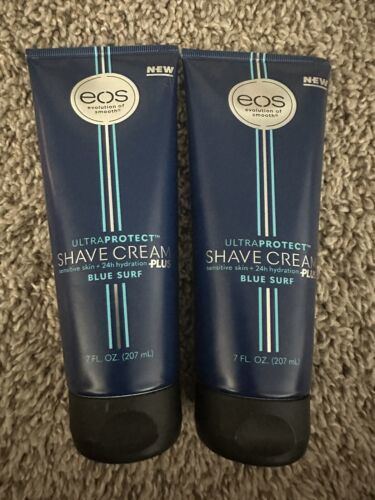 NEW
eos
evolution of
smooth®
ULTRAPROTECT™
SHAVE CREAM
PLUS
sensitive skin + 24h hydration
BLUE SURF
7 FL. OZ. (207 mL)
NEW
eos
evolution of
smooth®
ULTRAPROTECT™
SHAVE CREAM
PLUS
sensitive skin + 24h hydration
BLUE SURF
7 FL. OZ. (207 mL)